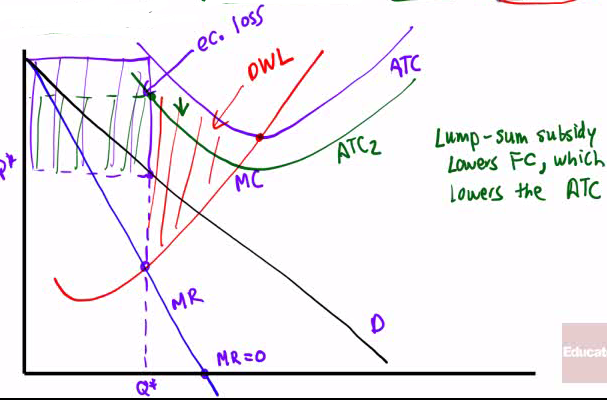 ec. loss
DWL
ATC
ATC2
MC
Lump-sum subsidy
Lowers FC, which
lowers the ATC
P*
MR
D
MR=0
Q*
Educat